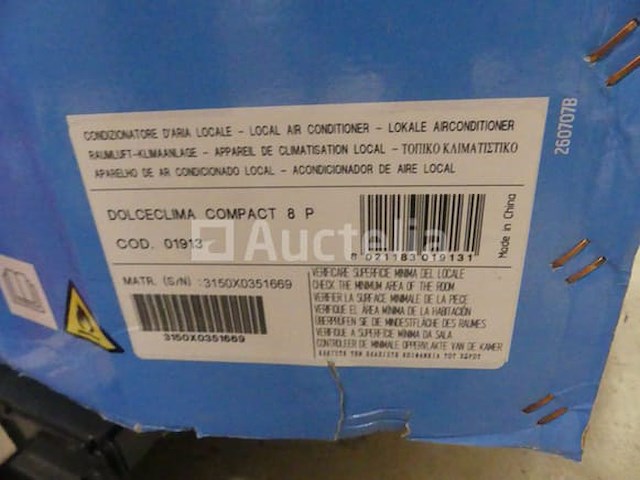 CONDIZIONATORE D'ARIA LOCALE - LOCAL AIR CONDITIONER - LOKALE AIRCONDITIONER
RAUMLUFT-KLIMAANLAGE - APPAREIL DE CLIMATISATION LOCAL - ΤΟΠΙΚΟ ΚΛΙΜΑΤΙΣΤΙΚΟ
APARELHO DE AR CONDICIONADO LOCAL - ACONDICIONADOR DE AIRE LOCAL
DOLCECLIMA COMPACT 8 P
COD. 01913
8 021183 019131
Made in China
260707B
Auctelia
MATR. (S/N) :3150X0351669
3150X0351669
VERIFICARE SUPERFICIE MINIMA DEL LOCALE
CHECK THE MINIMUM AREA OF THE ROOM
VERIFIER LA SURFACE MINIMALE DE LA PIECE
VERIFIQUE EL AREA MINIMA DE LA HABITACIÓN
ÜBERPRÜFEN SIE DIE MINDESTFLÄCHE DES RAUMES
VERIFIQUE A SUPERFICIE MINIMA DA SALA
CONTROLEER DE MINIMALE OPPERVLAKTE VAN DE KAMER
ΤΟΥ ΧΩΡΟΥ